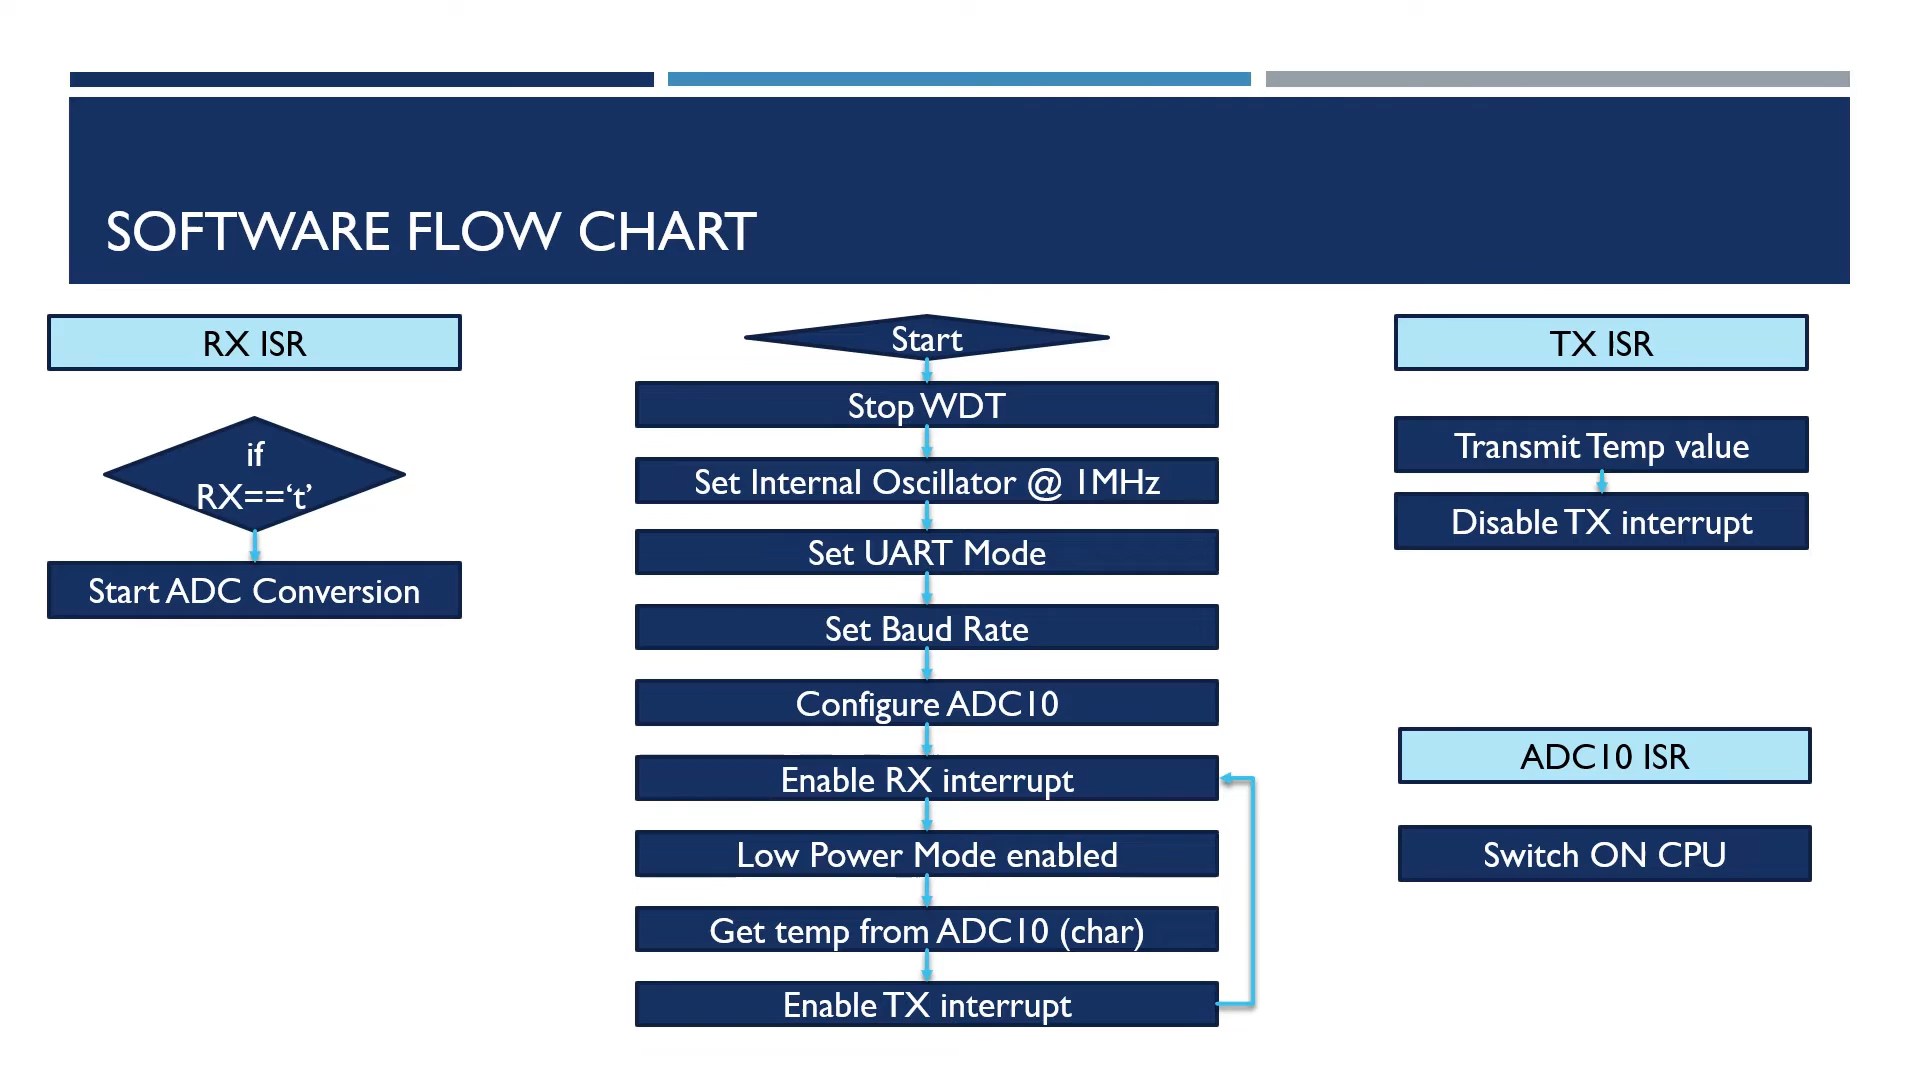 SOFTWARE FLOW CHART
RX ISR
if
RX==‘t’
Start ADC Conversion
Start
Stop WDT
Set Internal Oscillator @ 1MHz
Set UART Mode
Set Baud Rate
Configure ADC10
Enable RX interrupt
Low Power Mode enabled
Get temp from ADC10 (char)
Enable TX interrupt
TX ISR
Transmit Temp value
Disable TX interrupt
ADC10 ISR
Switch ON CPU